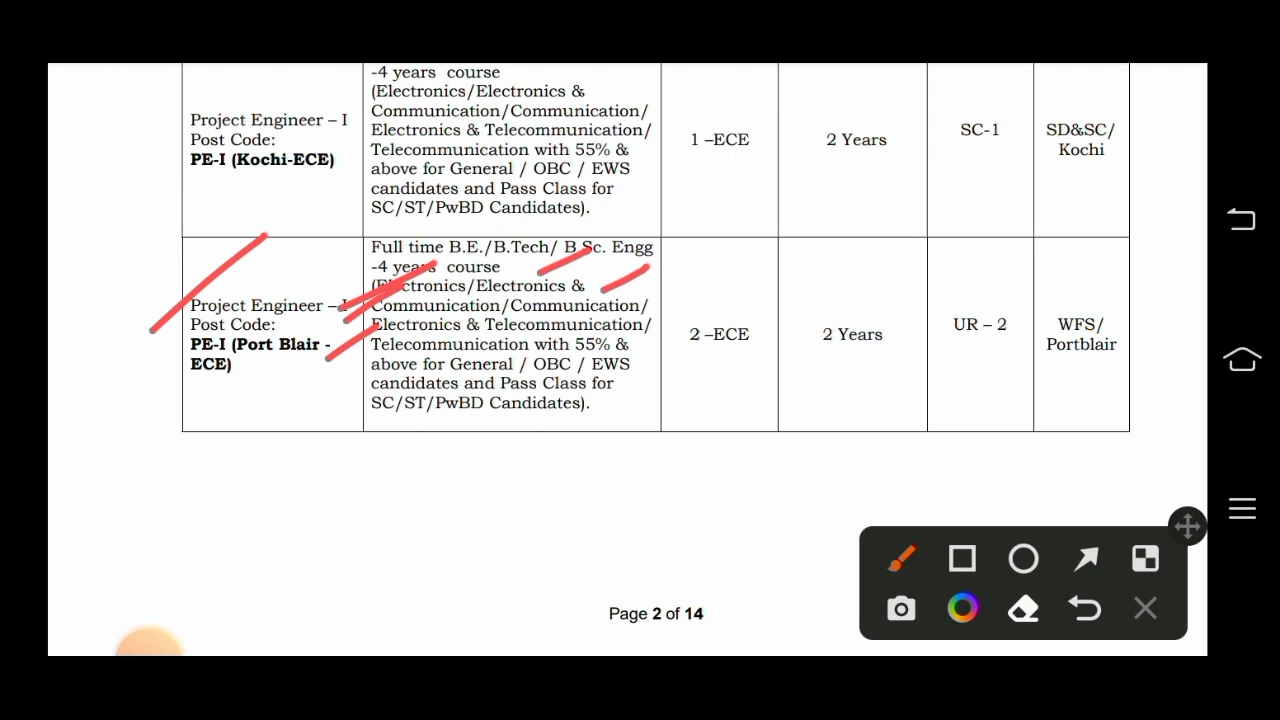 -4 years course
(Electronics/Electronics &
Communication/Communication/
Electronics & Telecommunication/
Telecommunication with 55% &
above for General / OBC / EWS
candidates and Pass Class for
SC/ST/PwBD Candidates).
Project Engineer – I
Post Code:
PE-I (Kochi-ECE)
1 –ECE
2 Years
SC-1
SD&SC/
Kochi
Full time B.E./B.Tech/ B.Sc. Engg
-4 years course
(Electronics/Electronics &
Communication/Communication/
Electronics & Telecommunication/
Telecommunication with 55% &
above for General / OBC / EWS
candidates and Pass Class for
SC/ST/PwBD Candidates).
Project Engineer – I
Post Code:
PE-I (Port Blair -
ECE)
2 –ECE
2 Years
UR – 2
WFS/
Portblair
Page 2 of 14